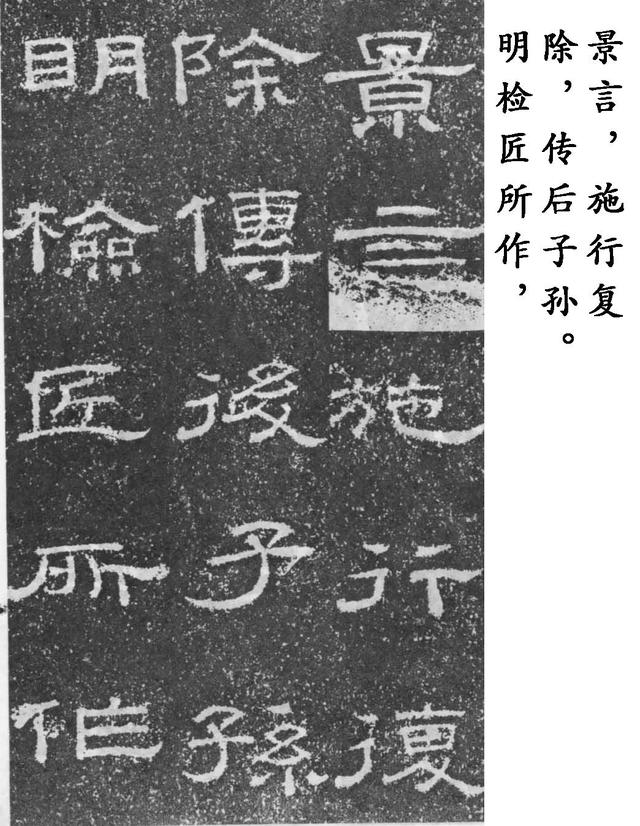 景言，施行复
除，传后子孙。
明检匠所作，
景言施行復
除傳後子孫
明檢匠所作